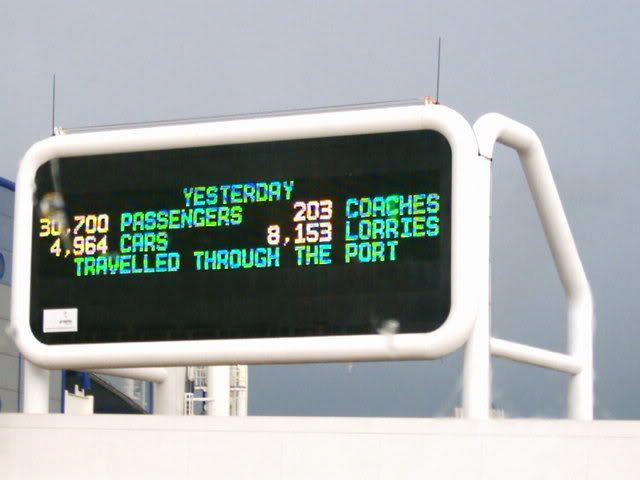 YESTERDAY
30,700 PASSENGERS 203 COACHES
4,964 CARS 8,153 LORRIES
TRAVELLED THROUGH THE PORT